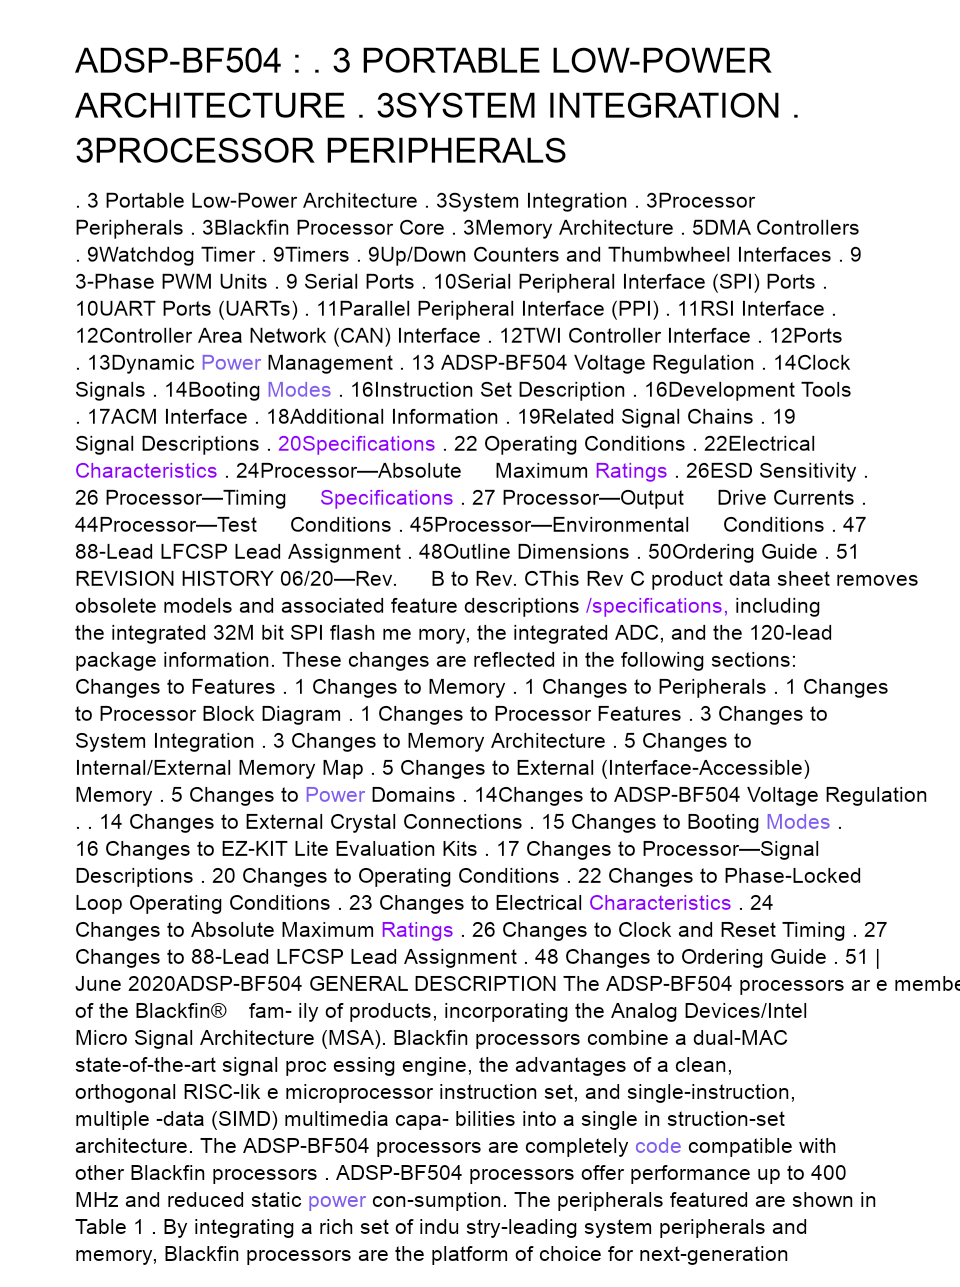 ADSP-BF504 : . 3 PORTABLE LOW-POWER
ARCHITECTURE . 3SYSTEM INTEGRATION .
3PROCESSOR PERIPHERALS
. 3 Portable Low-Power Architecture . 3System Integration . 3Processor
Peripherals . 3Blackfin Processor Core . 3Memory Architecture . 5DMA Controllers
. 9Watchdog Timer . 9Timers . 9Up/Down Counters and Thumbwheel Interfaces . 9
3-Phase PWM Units . 9 Serial Ports . 10Serial Peripheral Interface (SPI) Ports .
10UART Ports (UARTs) . 11Parallel Peripheral Interface (PPI) . 11RSI Interface .
12Controller Area Network (CAN) Interface . 12TWI Controller Interface . 12Ports
. 13Dynamic Power Management . 13 ADSP-BF504 Voltage Regulation . 14Clock
Signals . 14Booting Modes . 16Instruction Set Description . 16Development Tools
. 17ACM Interface . 18Additional Information . 19Related Signal Chains . 19
Signal Descriptions . 20Specifications . 22 Operating Conditions . 22Electrical
Characteristics . 24Processor—Absolute Maximum Ratings . 26ESD Sensitivity .
26 Processor—Timing Specifications . 27 Processor—Output Drive Currents .
44Processor—Test Conditions . 45Processor—Environmental Conditions . 47
88-Lead LFCSP Lead Assignment . 48Outline Dimensions . 50Ordering Guide . 51
REVISION HISTORY 06/20—Rev. B to Rev. CThis Rev C product data sheet removes
obsolete models and associated feature descriptions /specifications, including
the integrated 32M bit SPI flash me mory, the integrated ADC, and the 120-lead
package information. These changes are reflected in the following sections:
Changes to Features . 1 Changes to Memory . 1 Changes to Peripherals . 1 Changes
to Processor Block Diagram . 1 Changes to Processor Features . 3 Changes to
System Integration . 3 Changes to Memory Architecture . 5 Changes to
Internal/External Memory Map . 5 Changes to External (Interface-Accessible)
Memory . 5 Changes to Power Domains . 14Changes to ADSP-BF504 Voltage Regulation
. . 14 Changes to External Crystal Connections . 15 Changes to Booting Modes .
16 Changes to EZ-KIT Lite Evaluation Kits . 17 Changes to Processor—Signal
Descriptions . 20 Changes to Operating Conditions . 22 Changes to Phase-Locked
Loop Operating Conditions . 23 Changes to Electrical Characteristics . 24
Changes to Absolute Maximum Ratings . 26 Changes to Clock and Reset Timing . 27
Changes to 88-Lead LFCSP Lead Assignment . 48 Changes to Ordering Guide . 51 |
June 2020ADSP-BF504 GENERAL DESCRIPTION The ADSP-BF504 processors ar e membe
of the Blackfin® fam- ily of products, incorporating the Analog Devices/Intel
Micro Signal Architecture (MSA). Blackfin processors combine a dual-MAC
state-of-the-art signal proc essing engine, the advantages of a clean,
orthogonal RISC-lik e microprocessor instruction set, and single-instruction,
multiple -data (SIMD) multimedia capa- bilities into a single in struction-set
architecture. The ADSP-BF504 processors are completely code compatible with
other Blackfin processors . ADSP-BF504 processors offer performance up to 400
MHz and reduced static power con-sumption. The peripherals featured are shown in
Table 1 . By integrating a rich set of indu stry-leading system peripherals and
memory, Blackfin processors are the platform of choice for next-generation